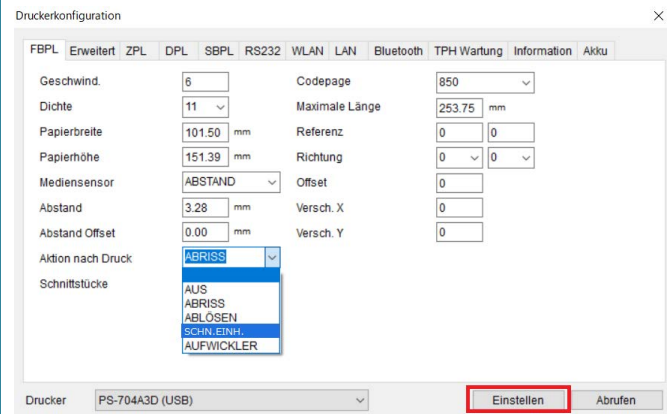 Druckerkonfiguration
FBPL Erweitert ZPL DPL SBPL RS232 WLAN LAN Bluetooth TPH Wartung Information Akku
Geschwind. 6 Codepage 850
Dichte 11 Maximale Länge 253.75 mm
Papierbreite 101.50 mm Referenz 0 0
Papierhöhe 151.39 mm Richtung 0 0
Mediensensor ABSTAND Offset 0
Abstand 3.28 mm Versch. X 0
Abstand Offset 0.00 mm Versch. Y 0
Aktion nach Druck ABRISS
Schnittstücke
AUS
ABRISS
ABLÖSEN
SCHN.EINH.
AUFWICKLER
Drucker PS-704A3D (USB) Einstellen Abrufen